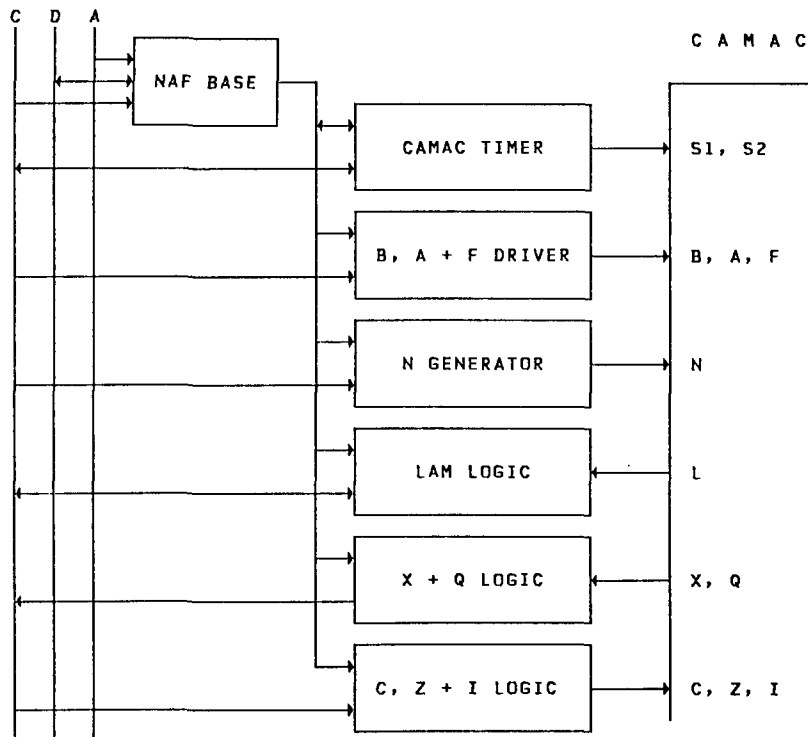 C D A
C A M A C
NAF BASE
CAMAC TIMER
S1, S2
B, A + F DRIVER
B, A, F
N GENERATOR
N
LAM LOGIC
L
X + Q LOGIC
X, Q
C, Z + I LOGIC
C, Z, I